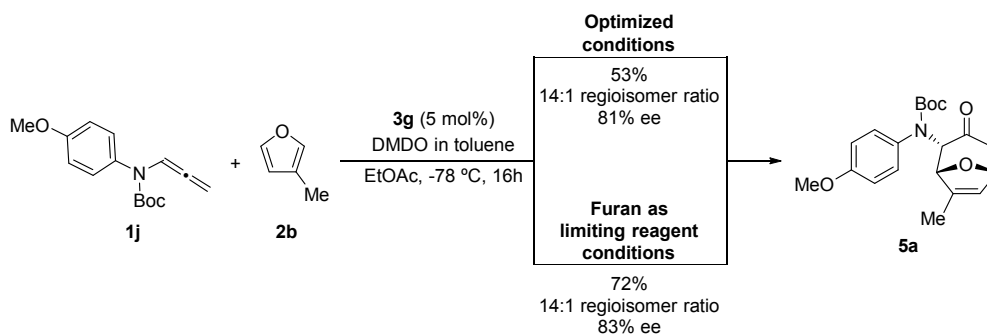 Optimized
conditions
53%
14:1 regioisomer ratio
81% ee
MeO
N
Boc
1j
+
O
Me
2b
3g (5 mol%)
DMDO in toluene
EtOAc, -78 ºC, 16h
Furan as
limiting reagent
conditions
72%
14:1 regioisomer ratio
83% ee
Boc
N
O
O
MeO
Me
5a